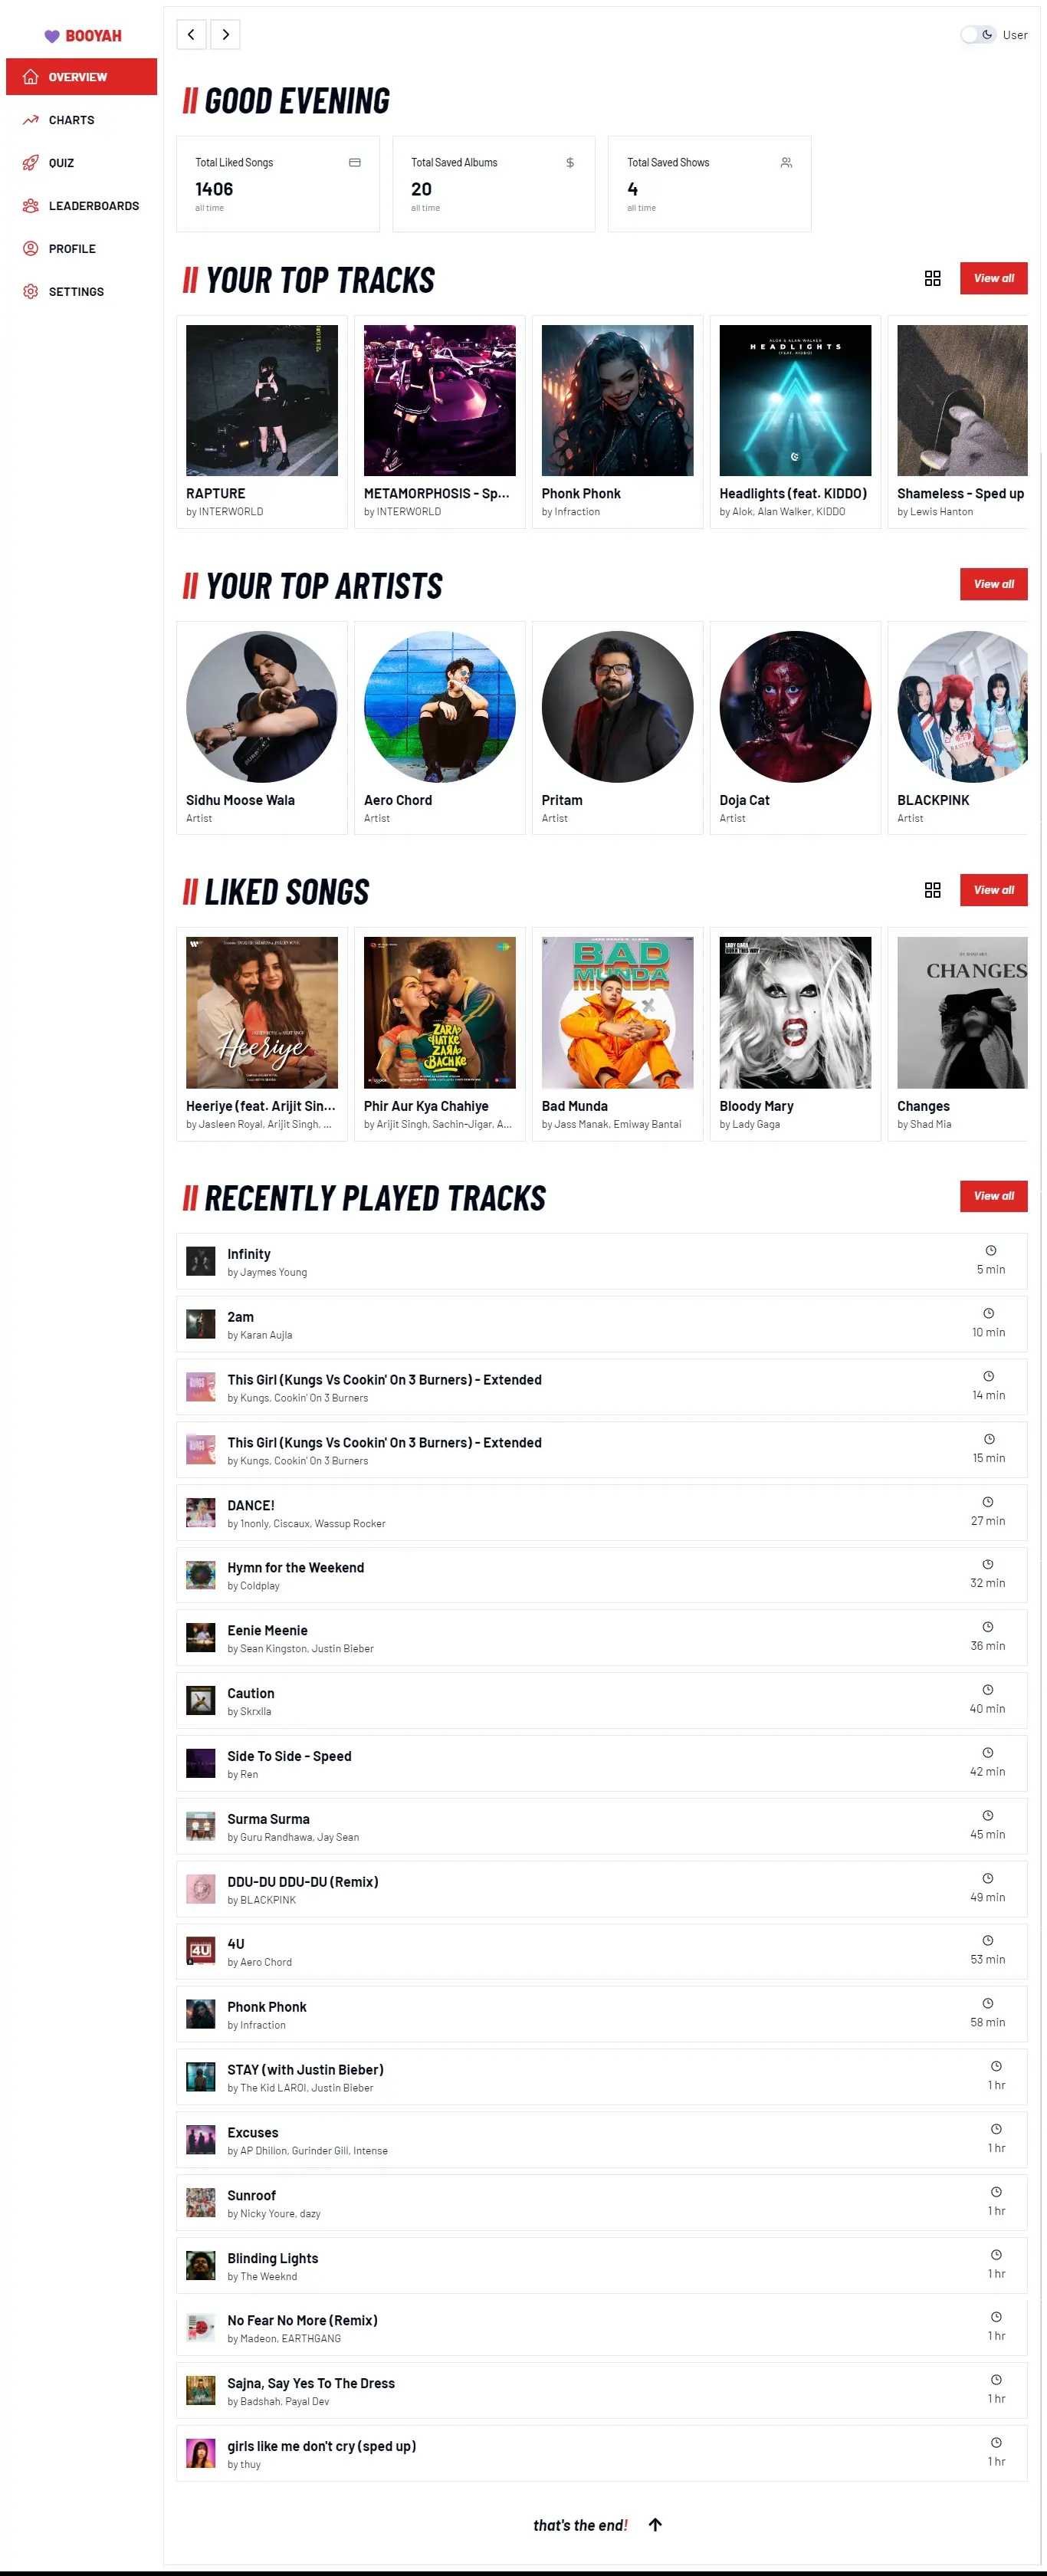 BOOYAH
OVERVIEW
CHARTS
QUIZ
LEADERBOARDS
PROFILE
SETTINGS
User
// GOOD EVENING
Total Liked Songs
1406
all time
Total Saved Albums
$
20
all time
Total Saved Shows
4
all time
// YOUR TOP TRACKS
View all
HEADLIGHTS
RAPTURE
by INTERWORLD
METAMORPHOSIS - Sp...
by INTERWORLD
Phonk Phonk
by Infraction
Headlights (feat. KIDDO)
by Alok, Alan Walker, KIDDO
Shameless - Sped up
by Lewis Hanton
// YOUR TOP ARTISTS
View all
Sidhu Moose Wala
Artist
Aero Chord
Artist
Pritam
Artist
Doja Cat
Artist
BLACKPINK
Artist
// LIKED SONGS
View all
Heeriye
ZARA HATKE ZARA BACHKE
BAD MUNDA
LADY GAGA
BORN THIS WAY
CHANGES
Heeriye (feat. Arijit Sin...
by Jasleen Royal, Arijit Singh, ...
Phir Aur Kya Chahiye
by Arijit Singh, Sachin-Jigar, A...
Bad Munda
by Jass Manak, Emiway Bantai
Bloody Mary
by Lady Gaga
Changes
by Shad Mia
// RECENTLY PLAYED TRACKS
View all
Infinity
by Jaymes Young
5 min
2am
by Karan Aujla
10 min
This Girl (Kungs Vs Cookin' On 3 Burners) - Extended
by Kungs, Cookin' On 3 Burners
14 min
This Girl (Kungs Vs Cookin' On 3 Burners) - Extended
by Kungs, Cookin' On 3 Burners
15 min
DANCE!
by 1nonly, Ciscaux, Wassup Rocker
27 min
Hymn for the Weekend
by Coldplay
32 min
Eenie Meenie
by Sean Kingston, Justin Bieber
36 min
Caution
by Skrxlla
40 min
Side To Side - Speed
by Ren
42 min
Surma Surma
by Guru Randhawa, Jay Sean
45 min
DDU-DU DDU-DU (Remix)
by BLACKPINK
49 min
4U
4U
by Aero Chord
53 min
Phonk Phonk
by Infraction
58 min
STAY (with Justin Bieber)
by The Kid LAROI, Justin Bieber
1 hr
Excuses
by AP Dhillon, Gurinder Gill, Intense
1 hr
Sunroof
by Nicky Youre, dazy
1 hr
Blinding Lights
by The Weeknd
1 hr
No Fear No More (Remix)
by Madeon, EARTHGANG
1 hr
Sajna, Say Yes To The Dress
by Badshah, Payal Dev
1 hr
girls like me don't cry (sped up)
by thuy
1 hr
that's the end!